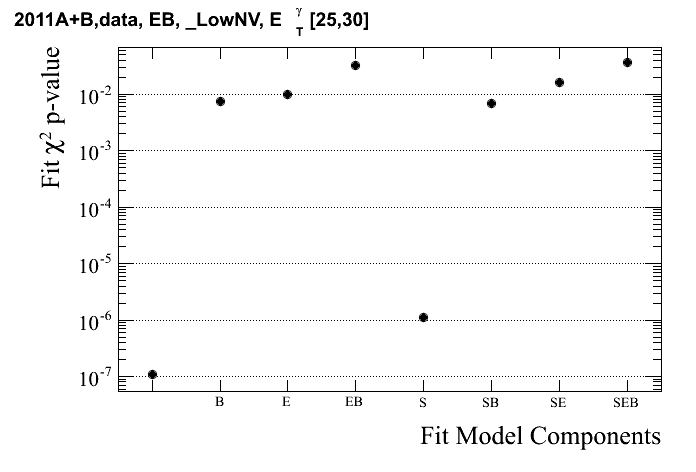 2011A+B,data, EB, _LowNV, E γ T [25,30]
Fit χ² p-value
10⁻²
10⁻³
10⁻⁴
10⁻⁵
10⁻⁶
10⁻⁷
B E EB S SB SE SEB
Fit Model Components